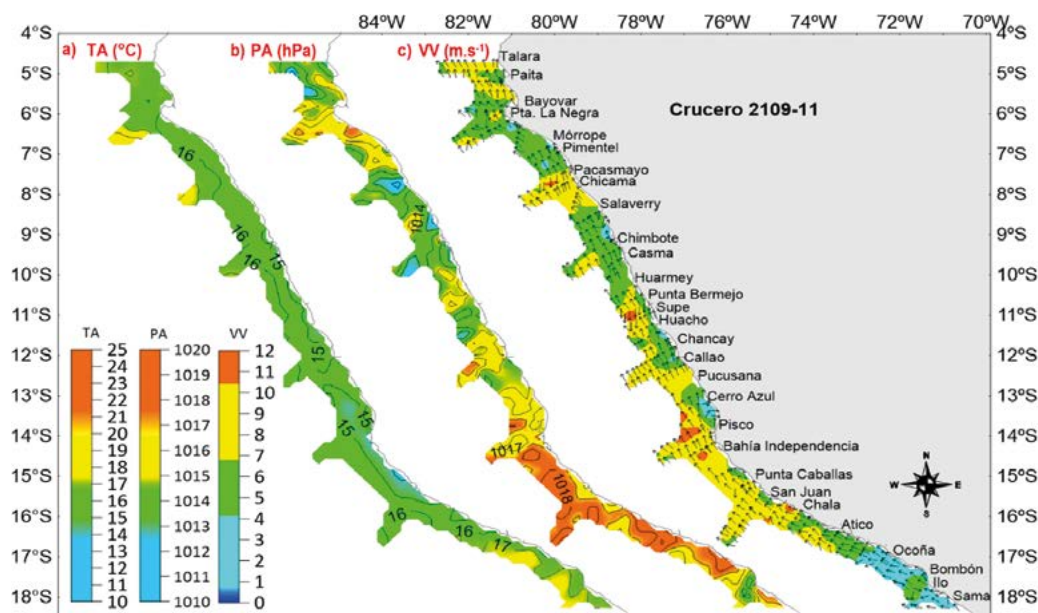 84°W 82°W 80°W 78°W 76°W 74°W 72°W 70°W
4°S 4°S
a) TA (°C) b) PA (hPa) c) VV (m.s⁻¹)
Talara
5°S 5°S
Paita
Bayovar
6°S Pta. La Negra 6°S
Crucero 2109-11
Mórrope
7°S Pimentel 7°S
16
Pacasmayo
Chicama
8°S 8°S
Salaverry
1014
9°S Chimbote 9°S
16 15
Casma
16 15
10°S Huarmey 10°S
Punta Bermejo
Supe
11°S Huacho 11°S
TA PA VV
Chancay
12°S 15 Callao 12°S
Pucusana
13°S Cerro Azul 13°S
15
Pisco
14°S 15 14°S
1017 Bahía Independencia
15°S Punta Caballas 15°S
1018 San Juan
N
W E
S
16°S 16 Chala 16°S
16 Atico
17°S 17 Ocoña 17°S
Bombón
Ilo
18°S Sama 18°S
25
24
23
22
21
20
19
18
17
16
15
14
13
12
11
10
1020
1019
1018
1017
1016
1014
1013
1011
1010
12
11
10
9
8
7
6
5
4
3
2
1
0